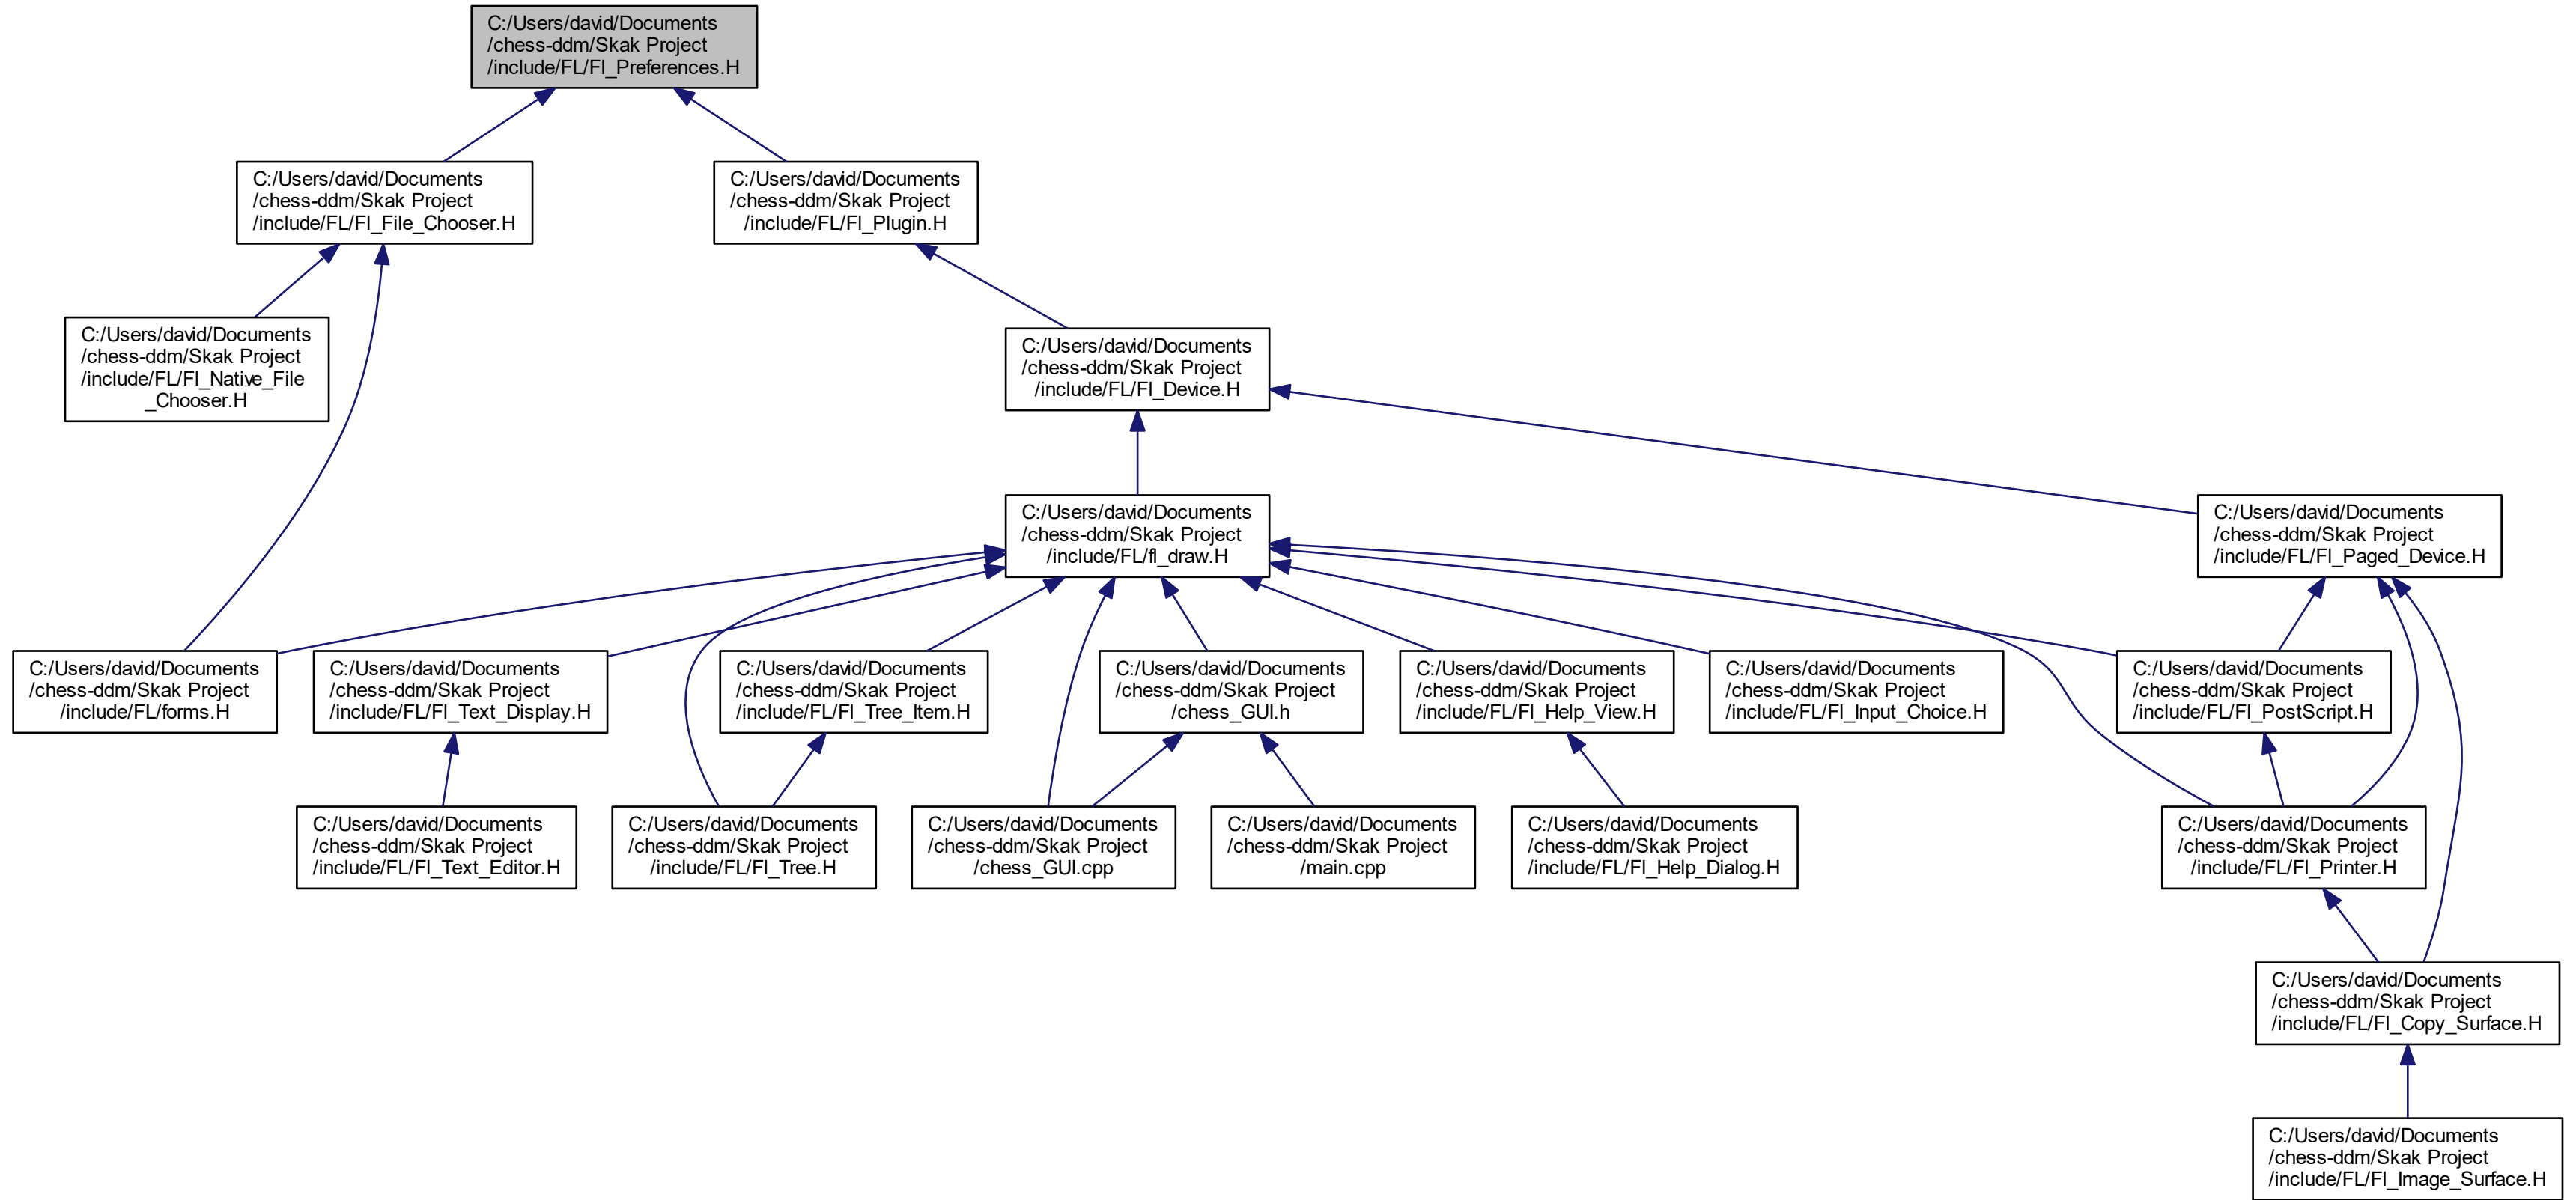 C:/Users/david/Documents
/chess-ddm/Skak Project
/include/FL/Fl_Preferences.H
C:/Users/david/Documents
/chess-ddm/Skak Project
/include/FL/Fl_File_Chooser.H
C:/Users/david/Documents
/chess-ddm/Skak Project
/include/FL/Fl_Plugin.H
C:/Users/david/Documents
/chess-ddm/Skak Project
/include/FL/Fl_Native_File
_Chooser.H
C:/Users/david/Documents
/chess-ddm/Skak Project
/include/FL/Fl_Device.H
C:/Users/david/Documents
/chess-ddm/Skak Project
/include/FL/fl_draw.H
C:/Users/david/Documents
/chess-ddm/Skak Project
/include/FL/Fl_Paged_Device.H
C:/Users/david/Documents
/chess-ddm/Skak Project
/include/FL/forms.H
C:/Users/david/Documents
/chess-ddm/Skak Project
/include/FL/Fl_Text_Display.H
C:/Users/david/Documents
/chess-ddm/Skak Project
/include/FL/Fl_Tree_Item.H
C:/Users/david/Documents
/chess-ddm/Skak Project
/chess_GUI.h
C:/Users/david/Documents
/chess-ddm/Skak Project
/include/FL/Fl_Help_View.H
C:/Users/david/Documents
/chess-ddm/Skak Project
/include/FL/Fl_Input_Choice.H
C:/Users/david/Documents
/chess-ddm/Skak Project
/include/FL/Fl_PostScript.H
C:/Users/david/Documents
/chess-ddm/Skak Project
/include/FL/Fl_Text_Editor.H
C:/Users/david/Documents
/chess-ddm/Skak Project
/include/FL/Fl_Tree.H
C:/Users/david/Documents
/chess-ddm/Skak Project
/chess_GUI.cpp
C:/Users/david/Documents
/chess-ddm/Skak Project
/main.cpp
C:/Users/david/Documents
/chess-ddm/Skak Project
/include/FL/Fl_Help_Dialog.H
C:/Users/david/Documents
/chess-ddm/Skak Project
/include/FL/Fl_Printer.H
C:/Users/david/Documents
/chess-ddm/Skak Project
/include/FL/Fl_Copy_Surface.H
C:/Users/david/Documents
/chess-ddm/Skak Project
/include/FL/Fl_Image_Surface.H